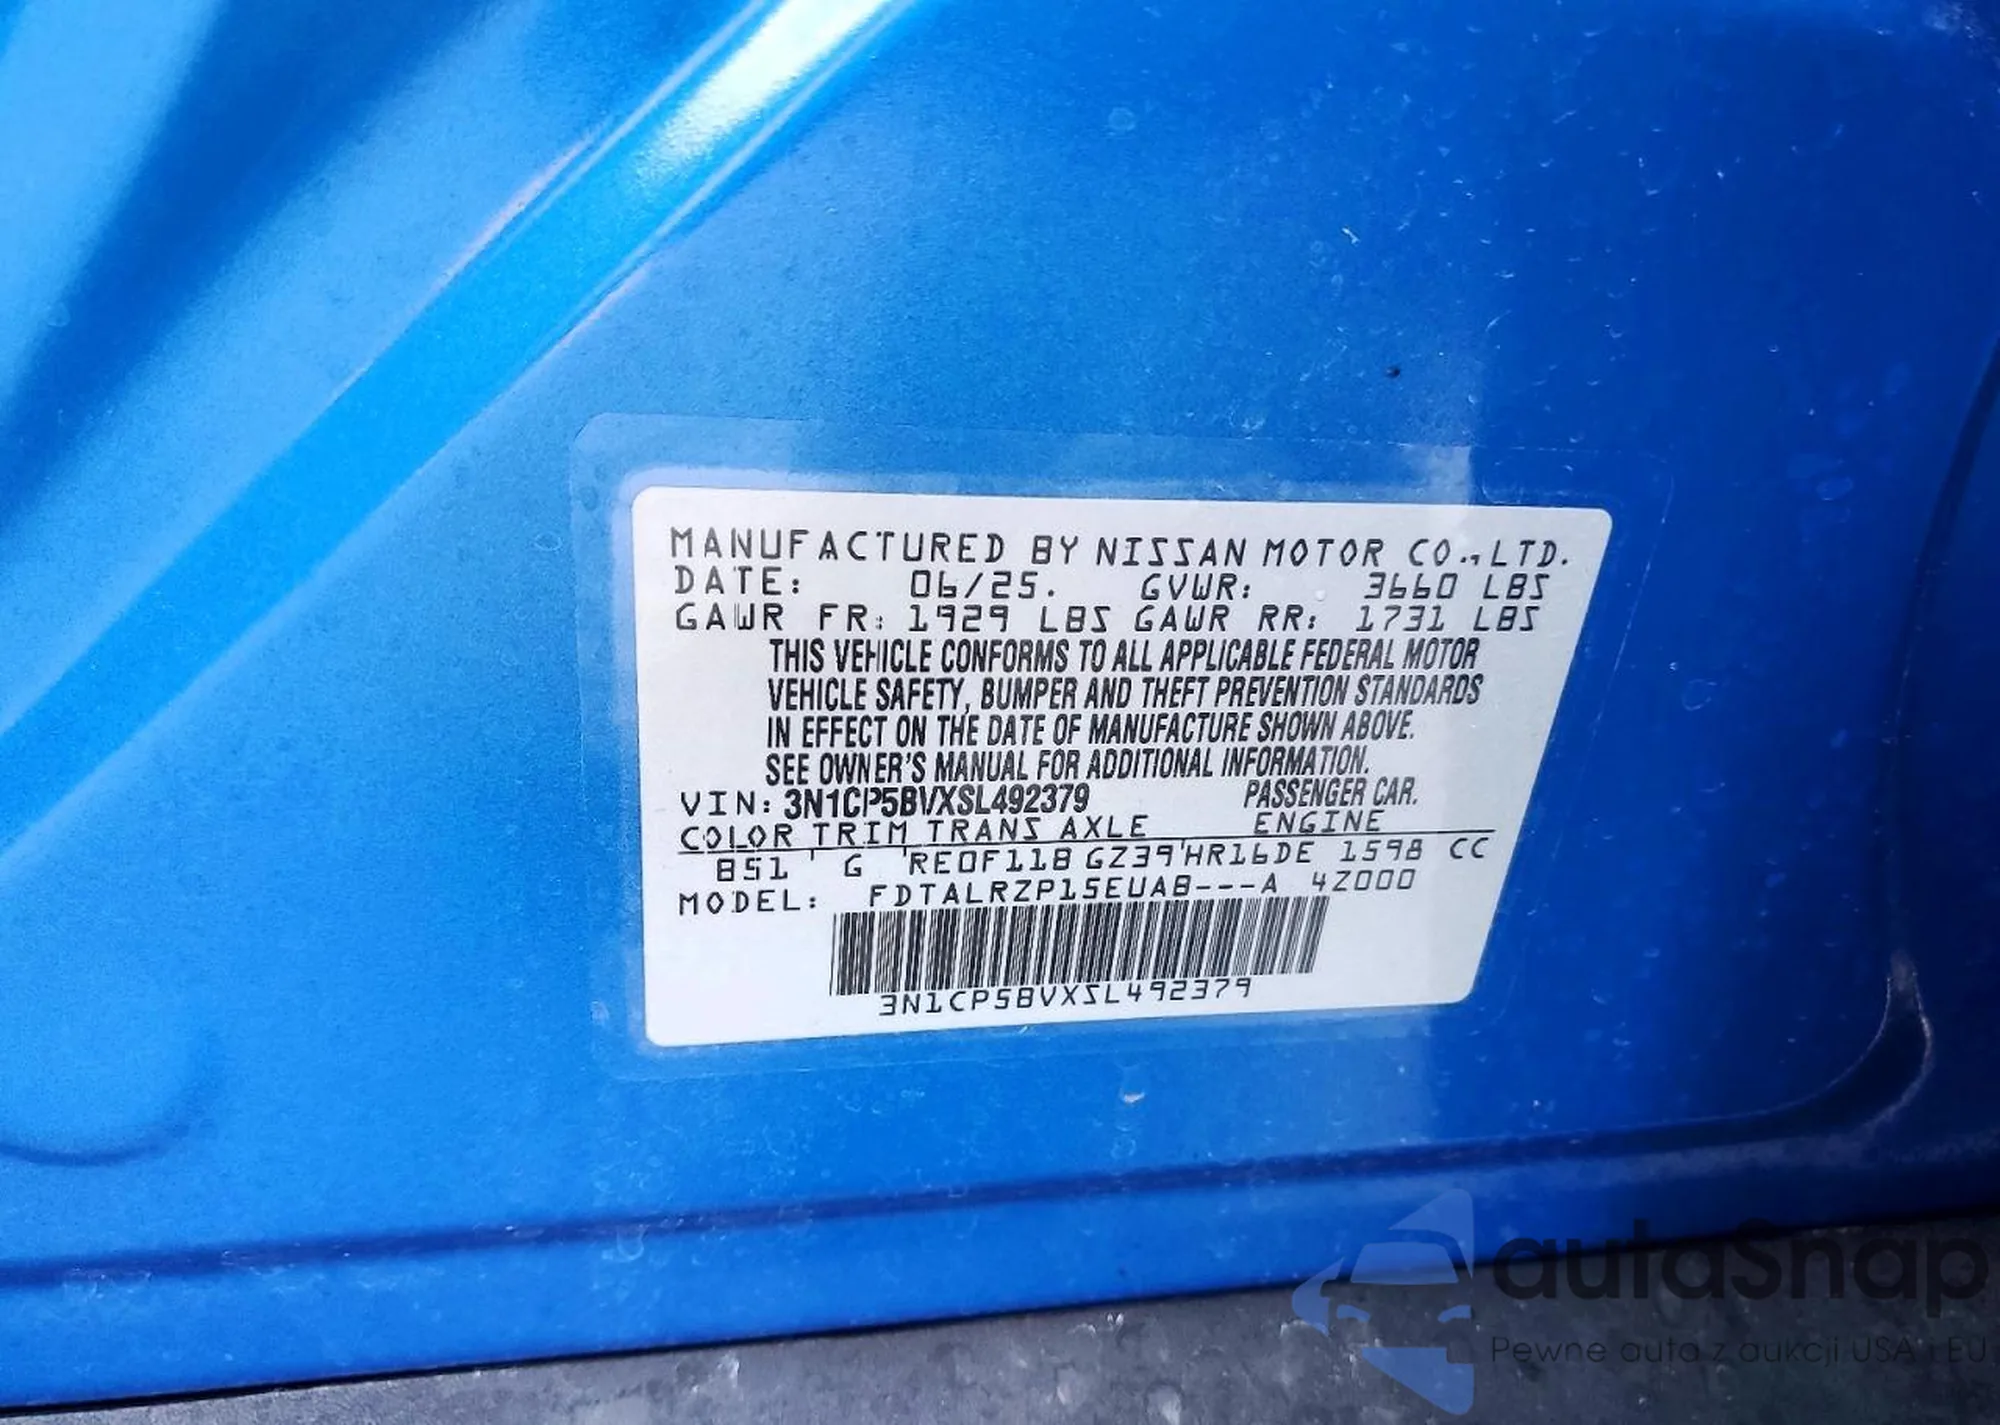 MANUFACTURED BY NISSAN MOTOR CO.,LTD.
DATE: 06/25. GVWR: 3660 LBS
GAWR FR: 1929 LBS GAWR RR: 1731 LBS
THIS VEHICLE CONFORMS TO ALL APPLICABLE FEDERAL MOTOR
VEHICLE SAFETY, BUMPER AND THEFT PREVENTION STANDARDS
IN EFFECT ON THE DATE OF MANUFACTURE SHOWN ABOVE.
SEE OWNER'S MANUAL FOR ADDITIONAL INFORMATION.
VIN: 3N1CP5BVXSL492379 PASSENGER CAR.
COLOR TRIM TRANS AXLE ENGINE
B51 G RE0F11B GZ39 HR16DE 1598 CC
MODEL: FDTALRZP15EUAB---A 4Z000
3N1CP5BVXSL492379
autaSnap
Pewne auta z aukcji USA i EU